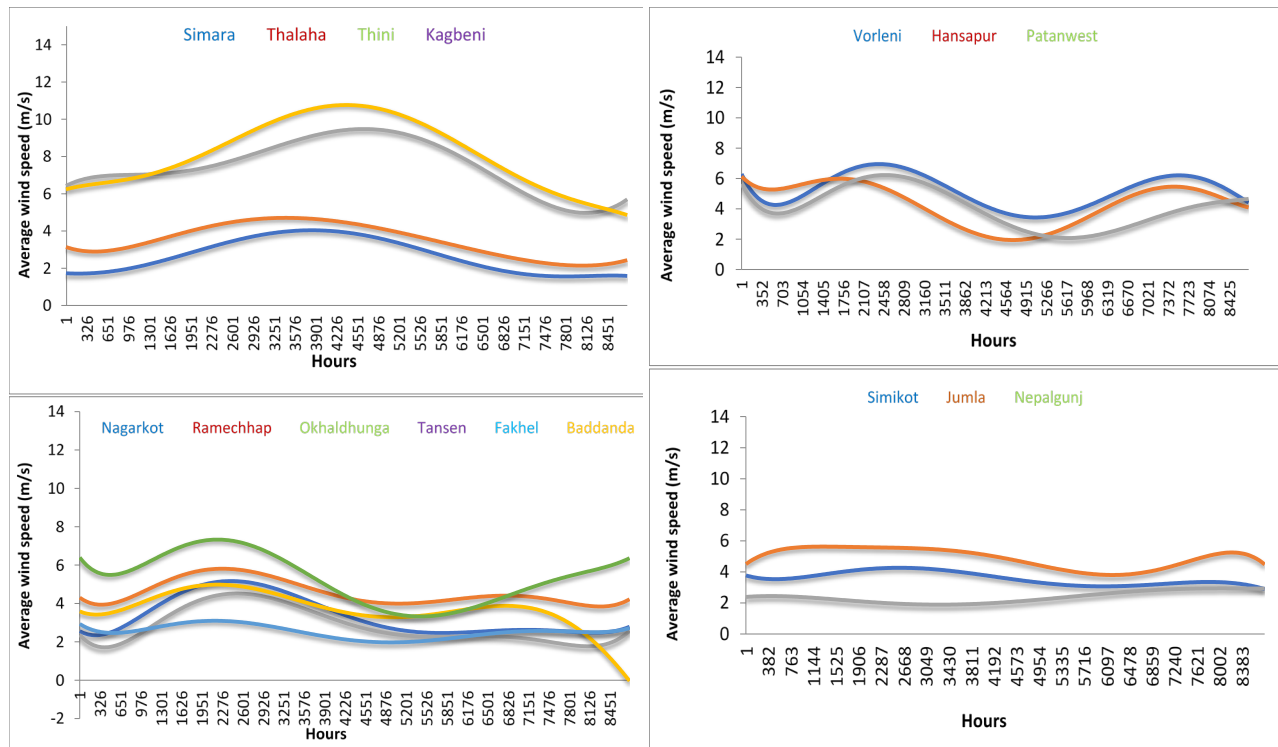 Simara Thalaha Thini Kagbeni
Average wind speed (m/s)
14
12
10
8
6
4
2
0
1 326 651 976 1301 1626 1951 2276 2601 2926 3251 3576 3901 4226 4551 4876 5201 5526 5851 6176 6501 6826 7151 7476 7801 8126 8451
Hours
Vorleni Hansapur Patanwest
Average wind speed (m/s)
14
12
10
8
6
4
2
0
1 352 703 1054 1405 1756 2107 2458 2809 3160 3511 3862 4213 4564 4915 5266 5617 5968 6319 6670 7021 7372 7723 8074 8425
Hours
Nagarkot Ramechhap Okhaldhunga Tansen Fakhel Baddanda
Average wind speed (m/s)
14
12
10
8
6
4
2
0
-2
1 326 651 976 1301 1626 1951 2276 2601 2926 3251 3576 3901 4226 4551 4876 5201 5526 5851 6176 6501 6826 7151 7476 7801 8126 8451
Hours
Simikot Jumla Nepalgunj
Average wind speed (m/s)
14
12
10
8
6
4
2
0
1 382 763 1144 1525 1906 2287 2668 3049 3430 3811 4192 4573 4954 5335 5716 6097 6478 6859 7240 7621 8002 8383
Hours